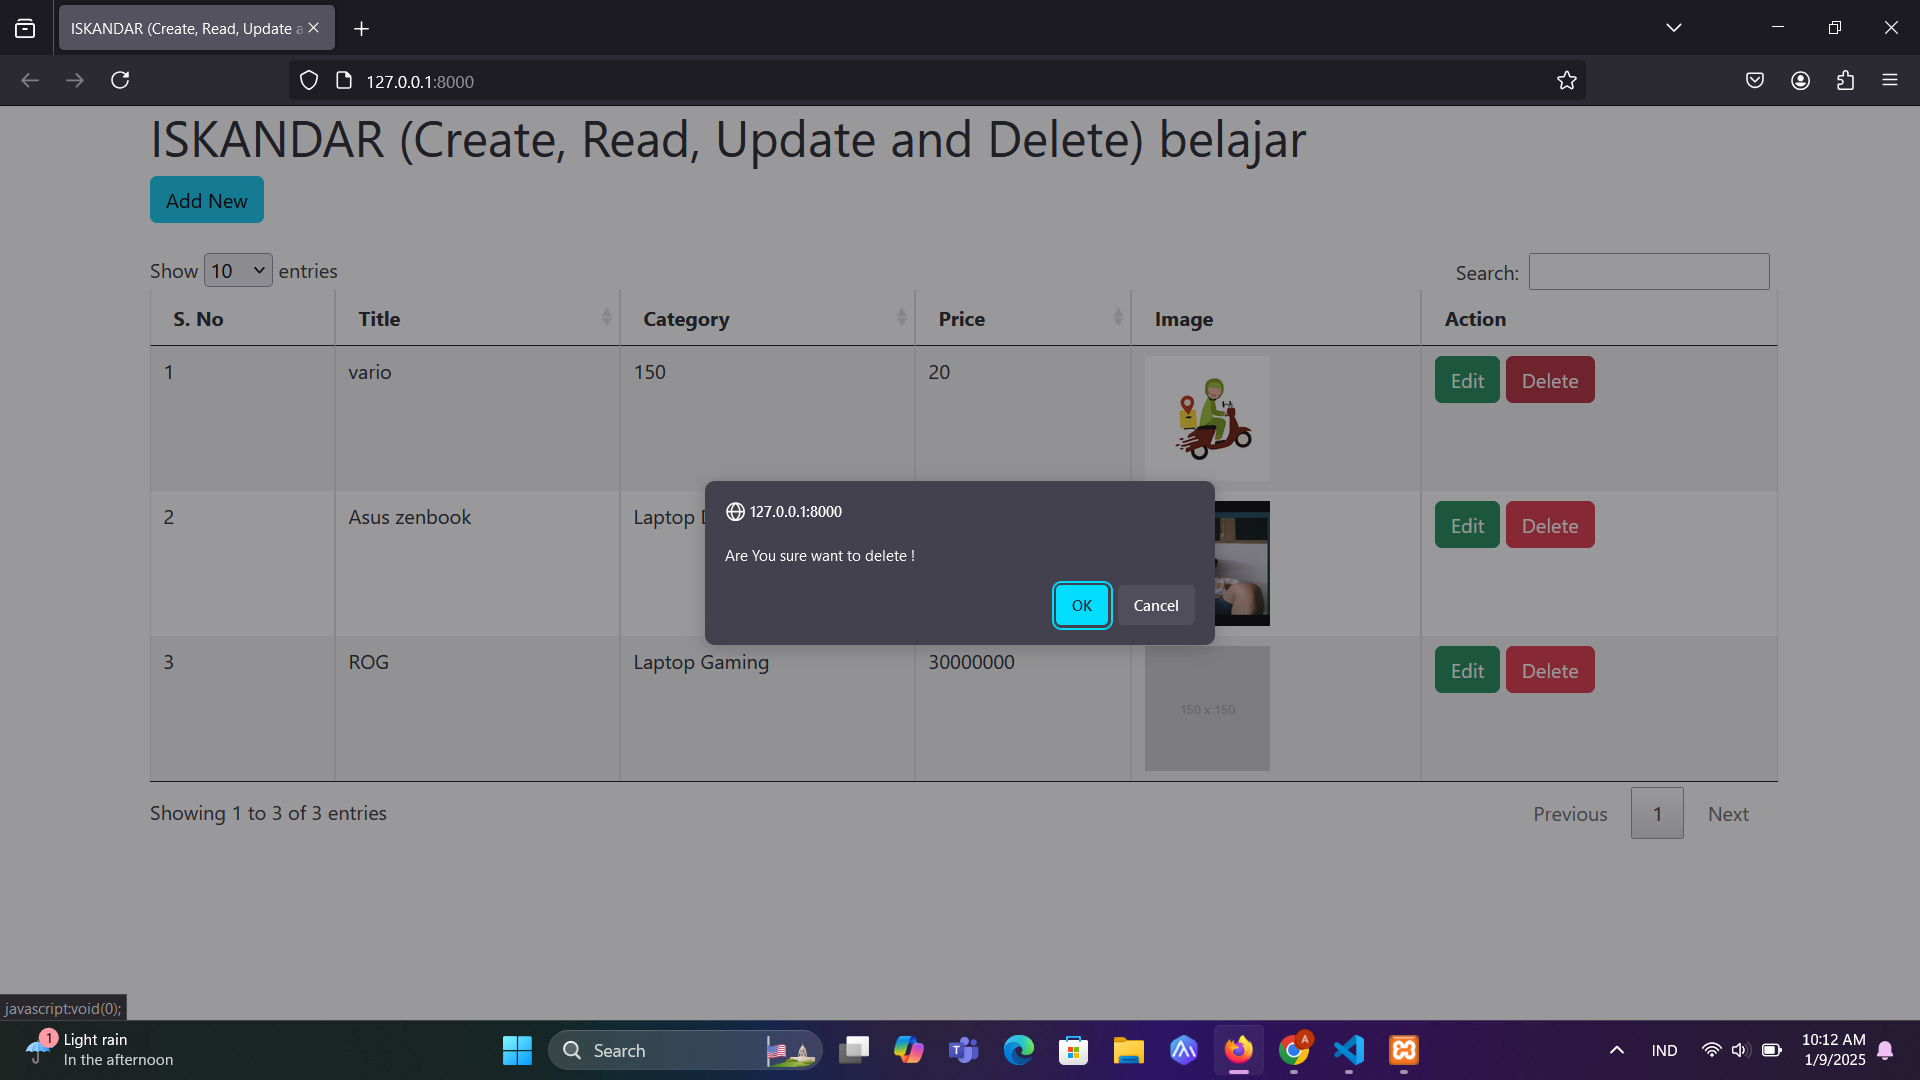 ISKANDAR (Create, Read, Update a
127.0.0.1:8000
ISKANDAR (Create, Read, Update and Delete) belajar
Add New
Show 10 entries
Search:
S. No Title Category Price Image Action
1 vario 150 20 Edit Delete
2 Asus zenbook Laptop Edit Delete
127.0.0.1:8000
Are You sure want to delete !
OK Cancel
3 ROG Laptop Gaming 30000000 150 x 150 Edit Delete
Showing 1 to 3 of 3 entries
Previous 1 Next
javascript:void(0);
1 Light rain
In the afternoon
Search
A
IND
10:12 AM
1/9/2025